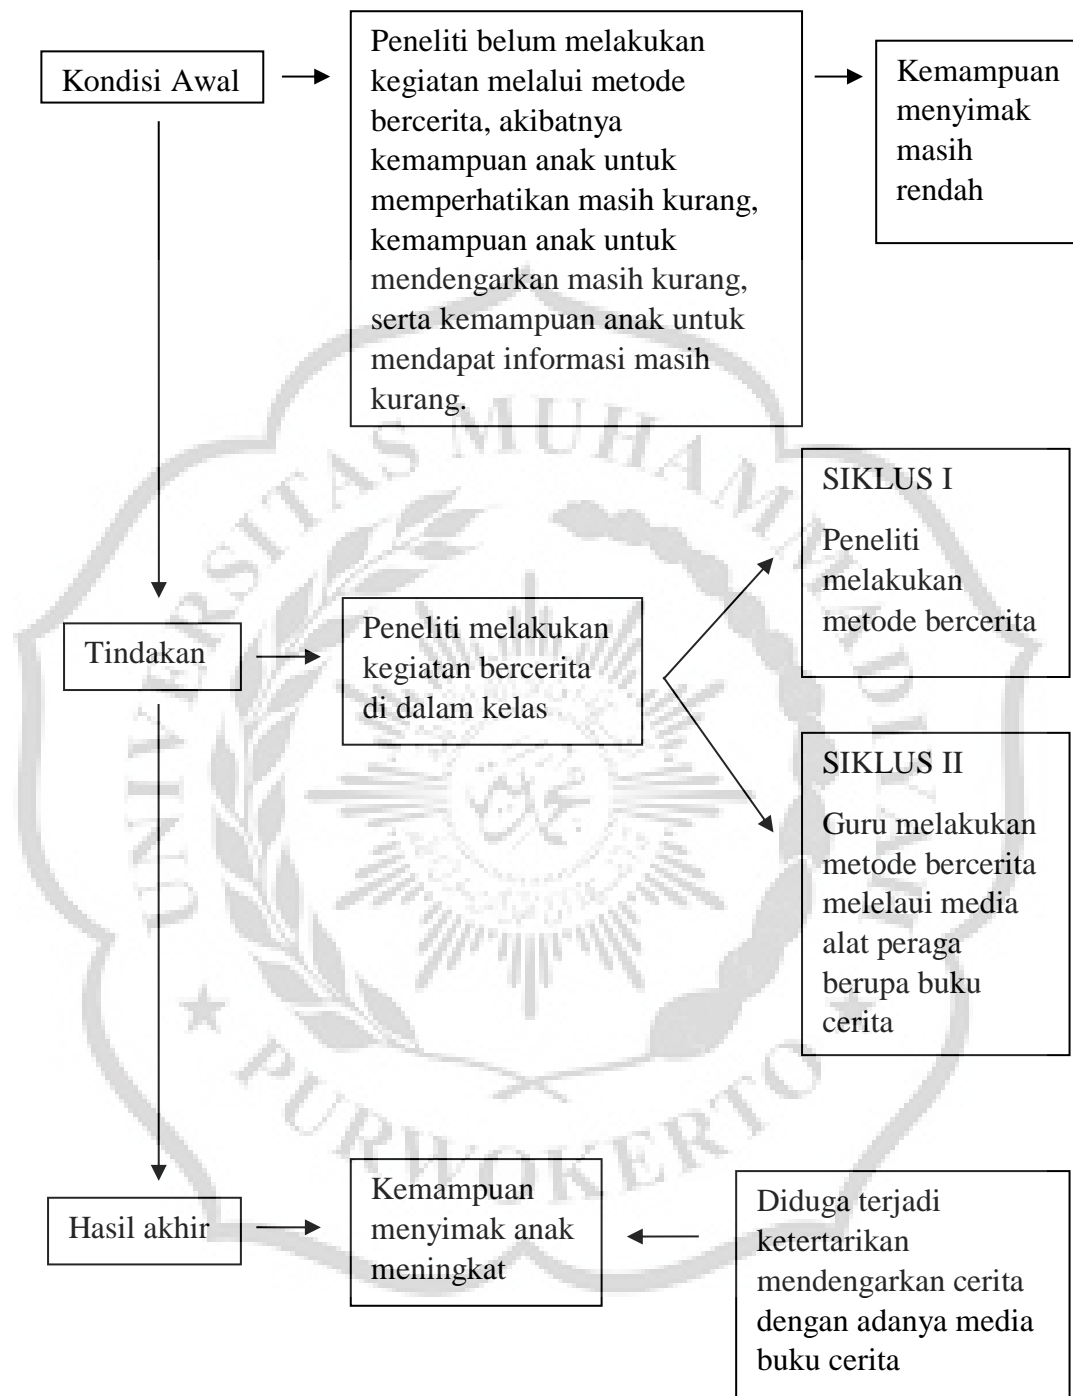 Kondisi Awal
Peneliti belum melakukan
kegiatan melalui metode
bercerita, akibatnya
kemampuan anak untuk
memperhatikan masih kurang,
kemampuan anak untuk
mendengarkan masih kurang,
serta kemampuan anak untuk
mendapat informasi masih
kurang.
Kemampuan
menyimak
masih
rendah
Tindakan
Peneliti melakukan
kegiatan bercerita
di dalam kelas
SIKLUS I
Peneliti
melakukan
metode bercerita
SIKLUS II
Guru melakukan
metode bercerita
melelaui media
alat peraga
berupa buku
cerita
Hasil akhir
Kemampuan
menyimak anak
meningkat
Diduga terjadi
ketertarikan
mendengarkan cerita
dengan adanya media
buku cerita
UNIVERSITAS MUHAMMADIYAH
PURWOKERTO